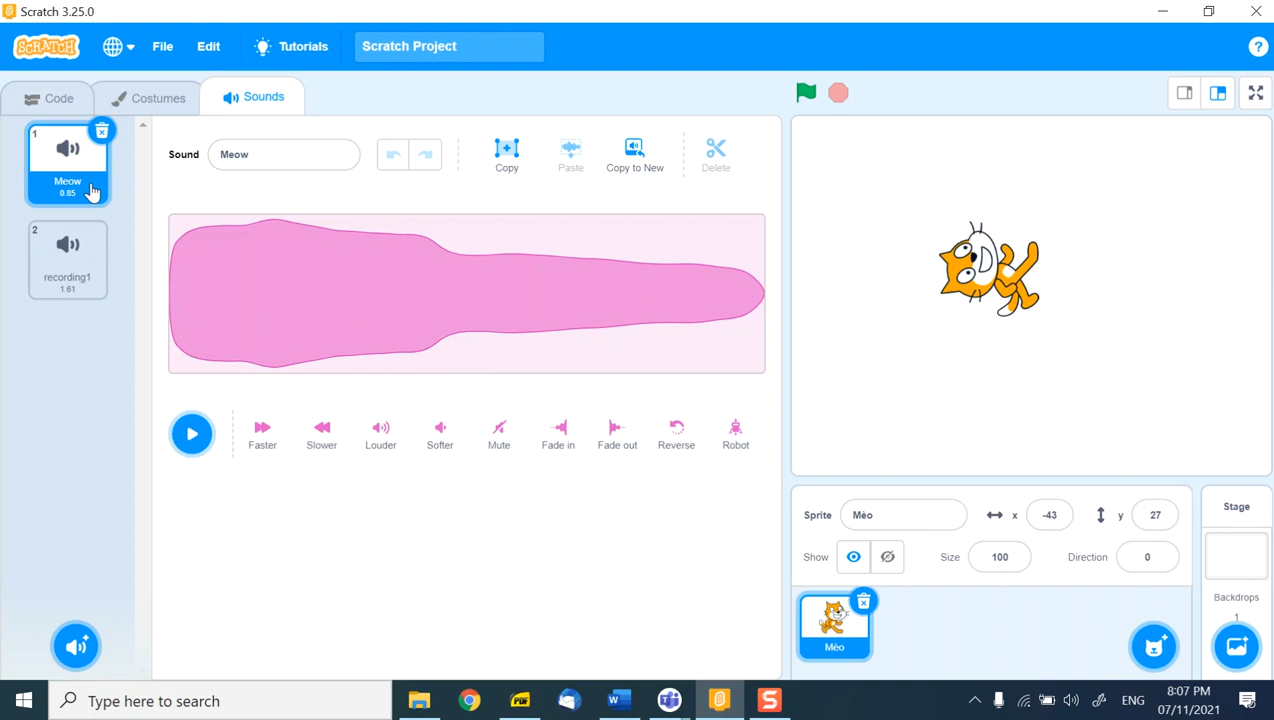 Scratch 3.25.0
SCRATCH File Edit Tutorials Scratch Project ?
Code Costumes Sounds
1
Meow
0.85
2
recording1
1.61
Sound Meow Copy Paste Copy to New Delete
Faster Slower Louder Softer Mute Fade in Fade out Reverse Robot
Sprite Mèo x -43 y 27
Show Size 100 Direction 0
Mèo
Stage
Backdrops
1
Type here to search
PDF W S
ENG
8:07 PM
07/11/2021